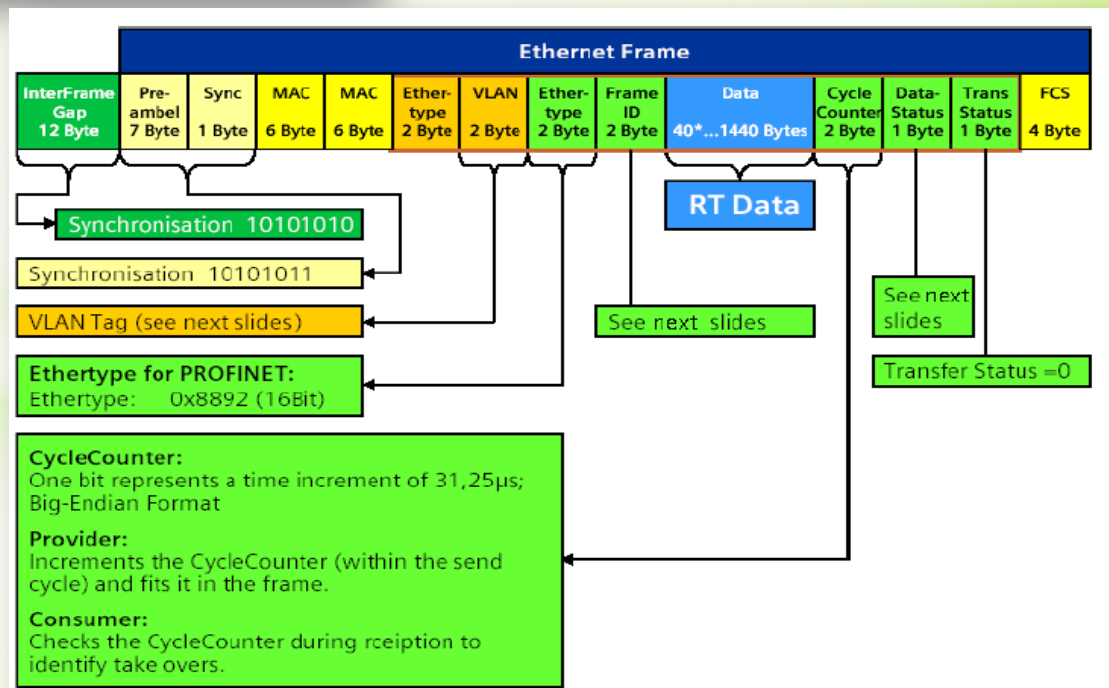 Ethernet Frame
InterFrame
Gap
12 Byte
Pre-
ambel
7 Byte
Sync
1 Byte
MAC
6 Byte
MAC
6 Byte
Ether-
type
2 Byte
VLAN
2 Byte
Ether-
type
2 Byte
Frame
ID
2 Byte
Data
40*...1440 Bytes
Cycle
Counter
2 Byte
Data-
Status
1 Byte
Trans
Status
1 Byte
FCS
4 Byte
RT Data
Synchronisation 10101010
Synchronisation 10101011
VLAN Tag (see next slides)
See next slides
See next
slides
Transfer Status =0
Ethertype for PROFINET:
Ethertype: 0x8892 (16Bit)
CycleCounter:
One bit represents a time increment of 31,25µs;
Big-Endian Format
Provider:
Increments the CycleCounter (within the send
cycle) and fits it in the frame.
Consumer:
Checks the CycleCounter during rceiption to
identify take overs.